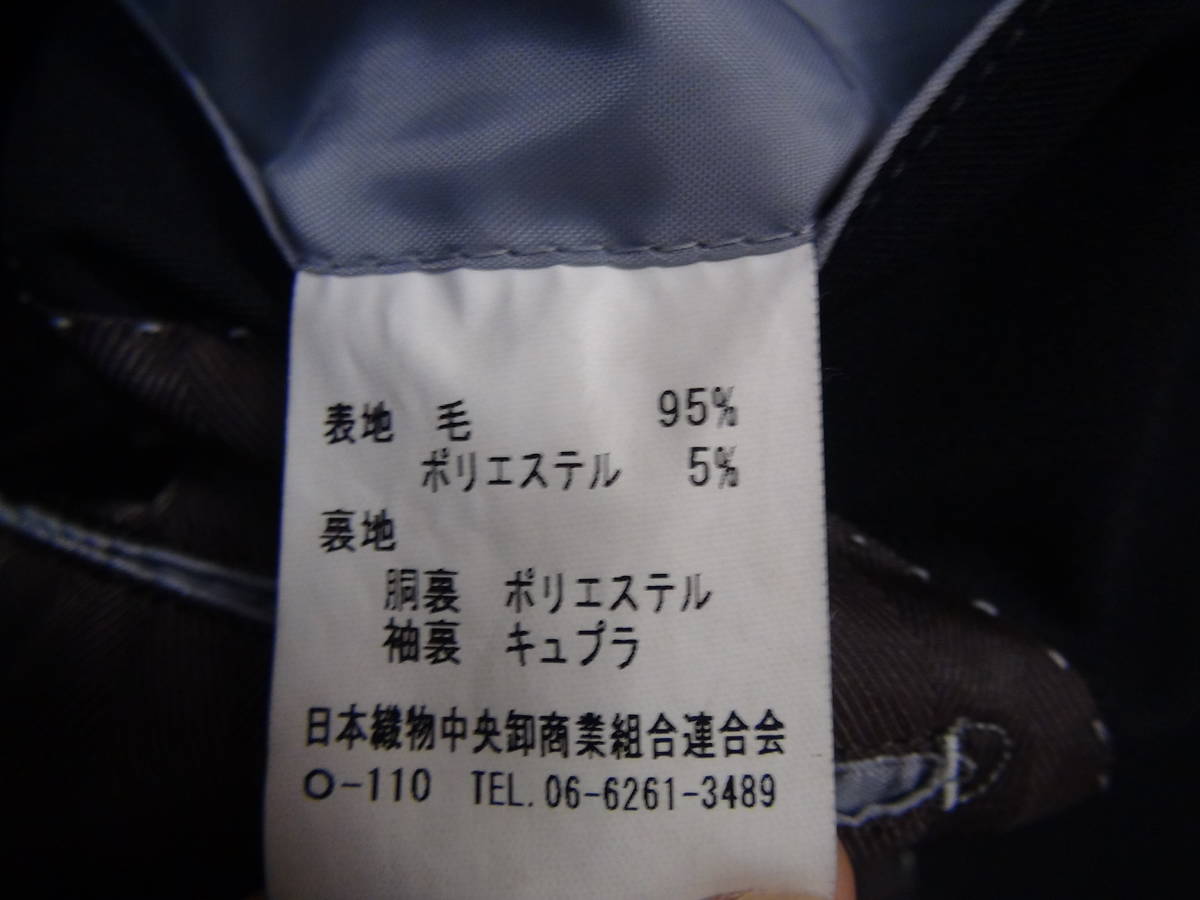 表地 毛 95%
ポリエステル 5%
裏地
胴裏 ポリエステル
袖裏 キュプラ
日本織物中央卸商業組合連合会
O-110 TEL.06-6261-3489